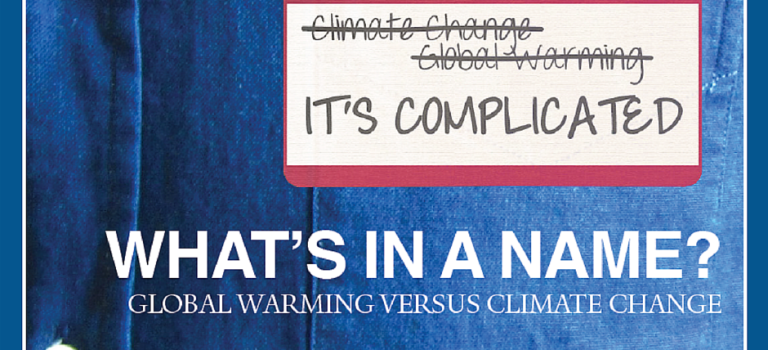 Climate Change
Global Warming
IT'S COMPLICATED
WHAT'S IN A NAME?
GLOBAL WARMING VERSUS CLIMATE CHANGE